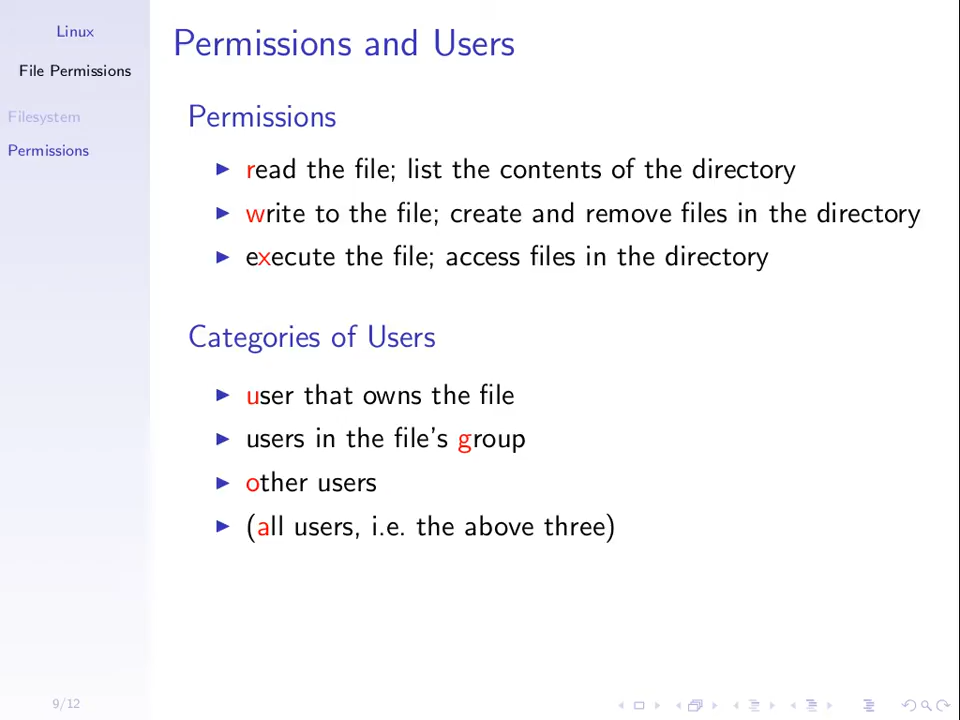 Linux
File Permissions
Filesystem
Permissions
Permissions and Users
Permissions
read the file; list the contents of the directory
write to the file; create and remove files in the directory
execute the file; access files in the directory
Categories of Users
user that owns the file
users in the file's group
other users
(all users, i.e. the above three)
9/12